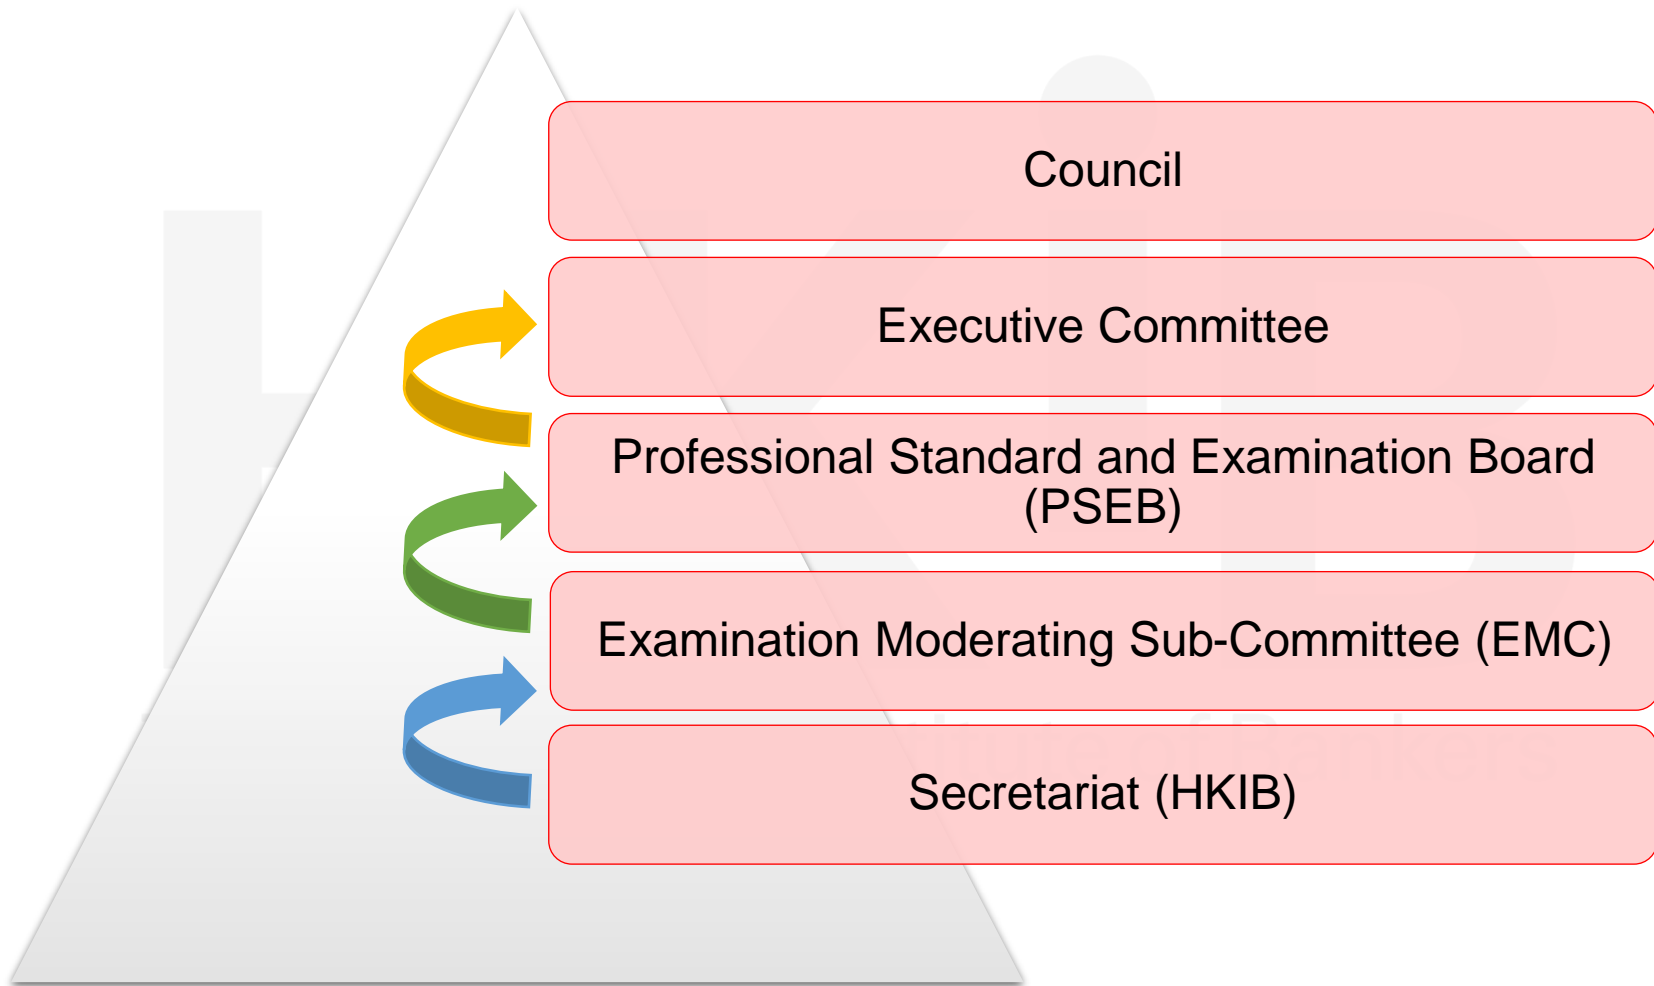 Council
Executive Committee
Professional Standard and Examination Board
(PSEB)
Examination Moderating Sub-Committee (EMC)
Secretariat (HKIB)